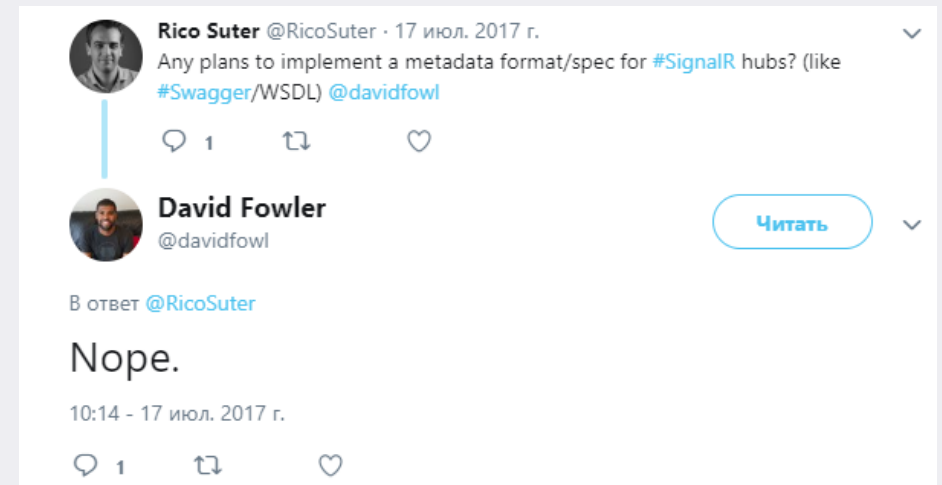 Rico Suter @RicoSuter · 17 июл. 2017 г.
Any plans to implement a metadata format/spec for #SignalR hubs? (like
#Swagger/WSDL) @davidfowl
1
David Fowler
@davidfowl
Читать
В ответ @RicoSuter
Nope.
10:14 - 17 июл. 2017 г.
1